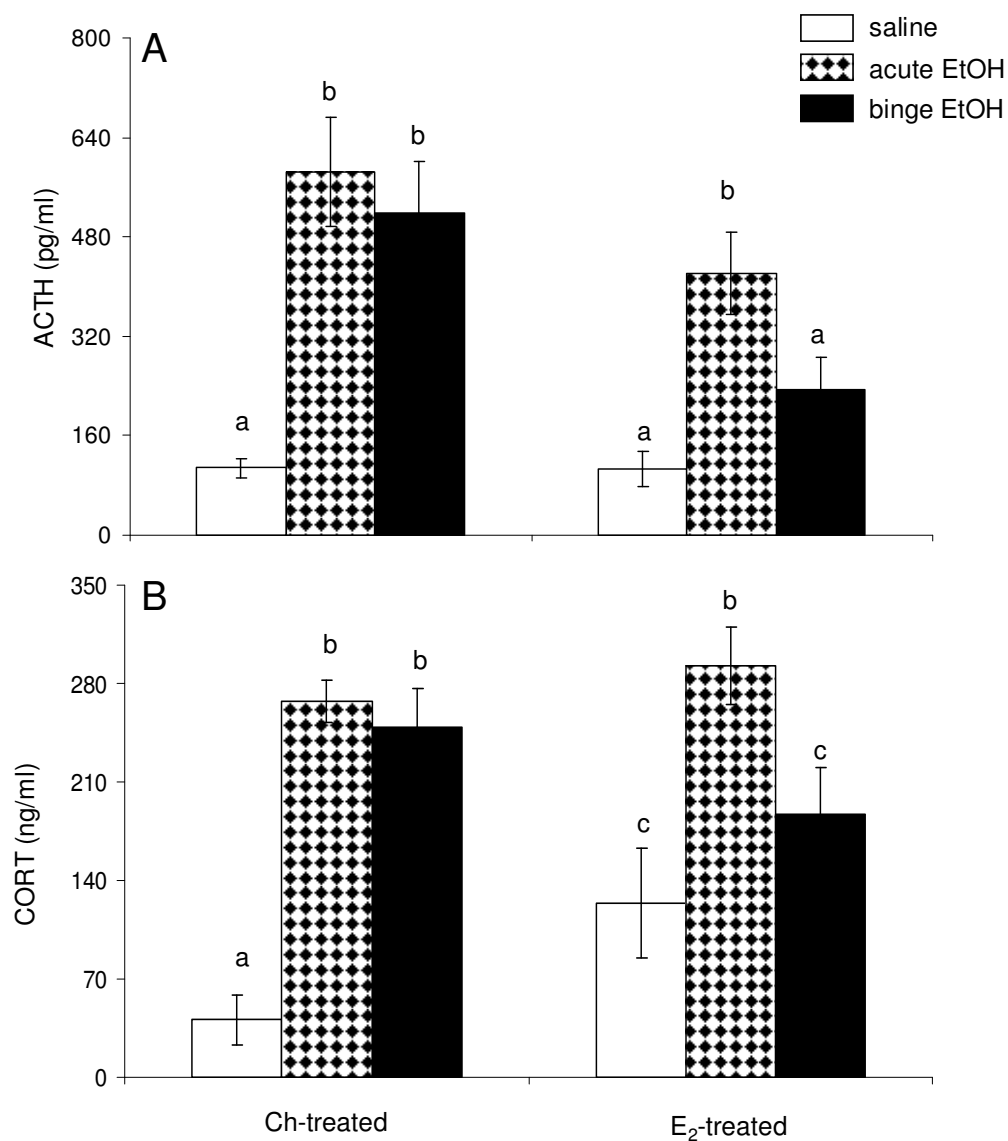 saline
acute EtOH
binge EtOH
A
800
640
480
320
160
0
ACTH (pg/ml)
a
b
b
a
b
a
B
350
280
210
140
70
0
CORT (ng/ml)
a
b
b
c
b
c
Ch-treated
E₂-treated